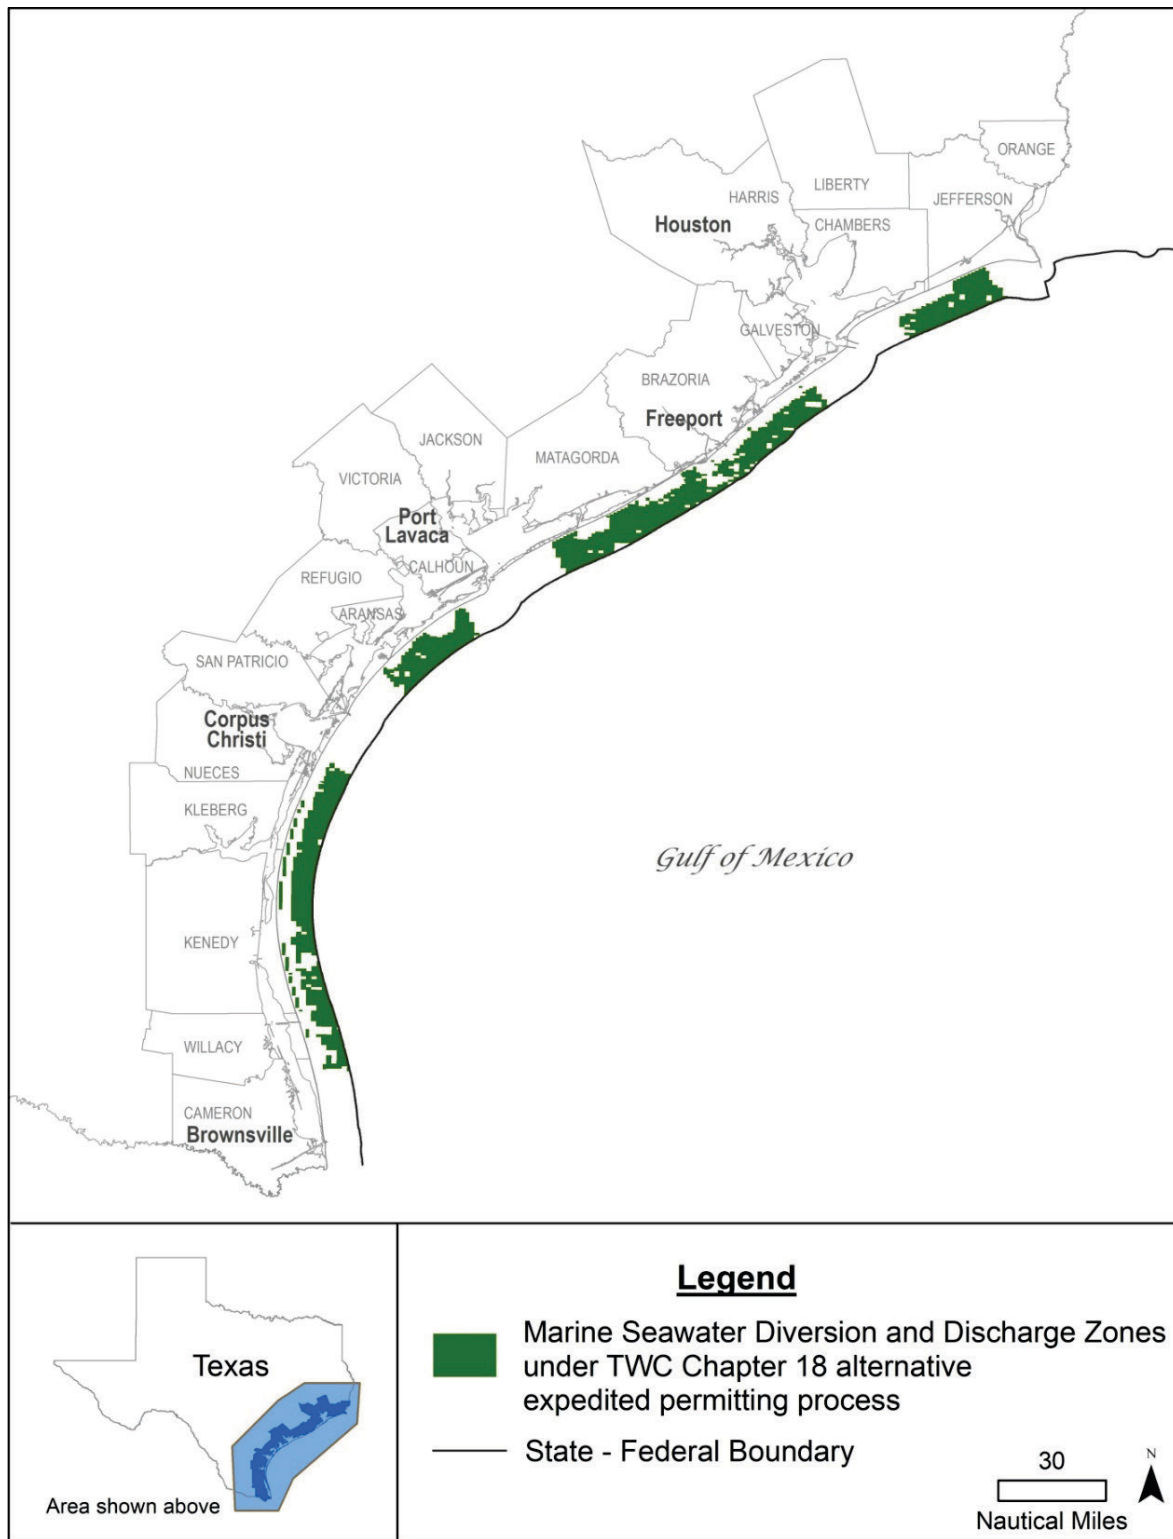 ORANGE
LIBERTY
HARRIS
JEFFERSON
Houston
CHAMBERS
GALVESTON
BRAZORIA
Freeport
JACKSON
MATAGORDA
VICTORIA
Port
Lavaca
CALHOUN
REFUGIO
ARANSAS
SAN PATRICIO
Corpus
Christi
NUECES
KLEBERG
Gulf of Mexico
KENEDY
WILLACY
CAMERON
Brownsville
Texas
Area shown above
Legend
Marine Seawater Diversion and Discharge Zones
under TWC Chapter 18 alternative
expedited permitting process
State - Federal Boundary
30
Nautical Miles
N